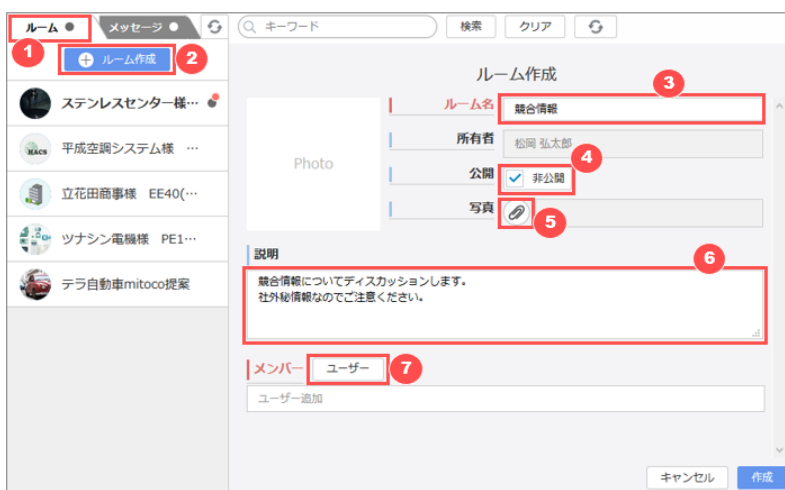 ルーム
メッセージ
キーワード
検索
クリア
1
ルーム作成
2
ステンレスセンター様…
平成空調システム様 …
HACS
立花田商事様 EE40(…
ツナシン電機様 PE1…
テラ自動車mitoco提案
ルーム作成
3
Photo
ルーム名
競合情報
所有者
松岡 弘太郎
4
公開
非公開
写真
5
説明
6
競合情報についてディスカッションします。
社外秘情報なのでご注意ください。
メンバー
ユーザー
7
ユーザー追加
キャンセル
作成